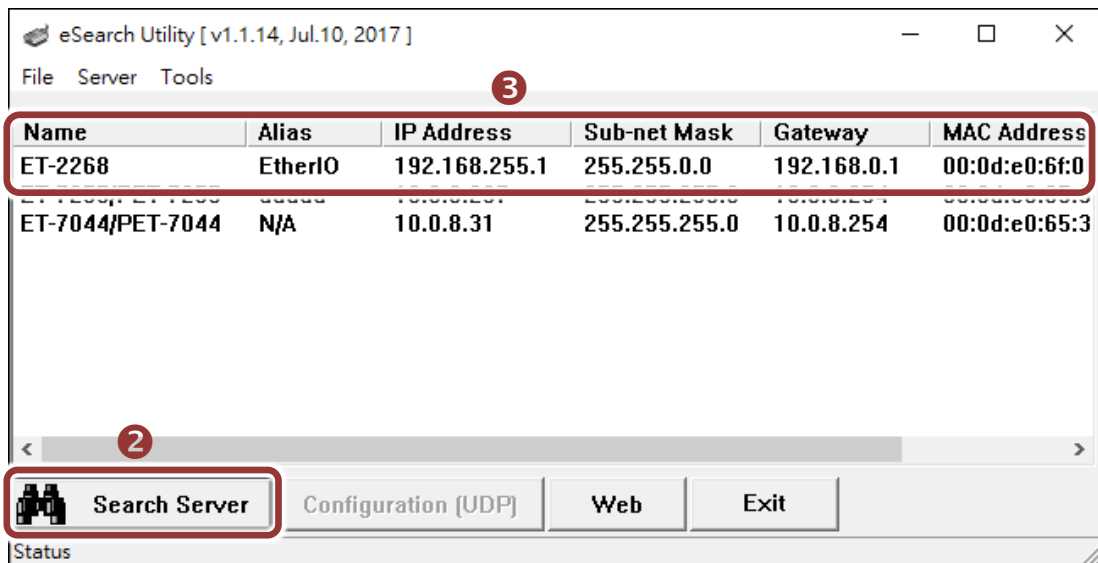 eSearch Utility [ v1.1.14, Jul.10, 2017 ]
File Server Tools
3
Name Alias IP Address Sub-net Mask Gateway MAC Address
ET-2268 EtherIO 192.168.255.1 255.255.0.0 192.168.0.1 00:0d:e0:6f:0
ET-7044/PET-7044 N/A 10.0.8.31 255.255.255.0 10.0.8.254 00:0d:e0:65:3
2
Search Server Configuration (UDP) Web Exit
Status